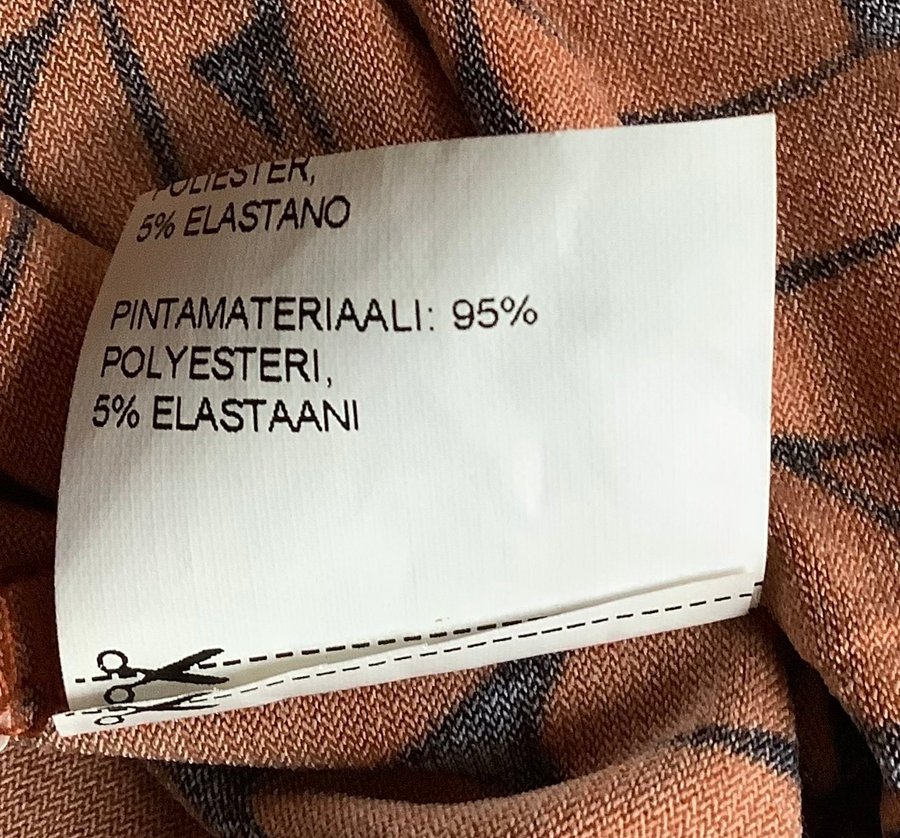 POLIESTER,
5% ELASTANO
PINTAMATERIAALI: 95%
POLYESTERI,
5% ELASTAANI